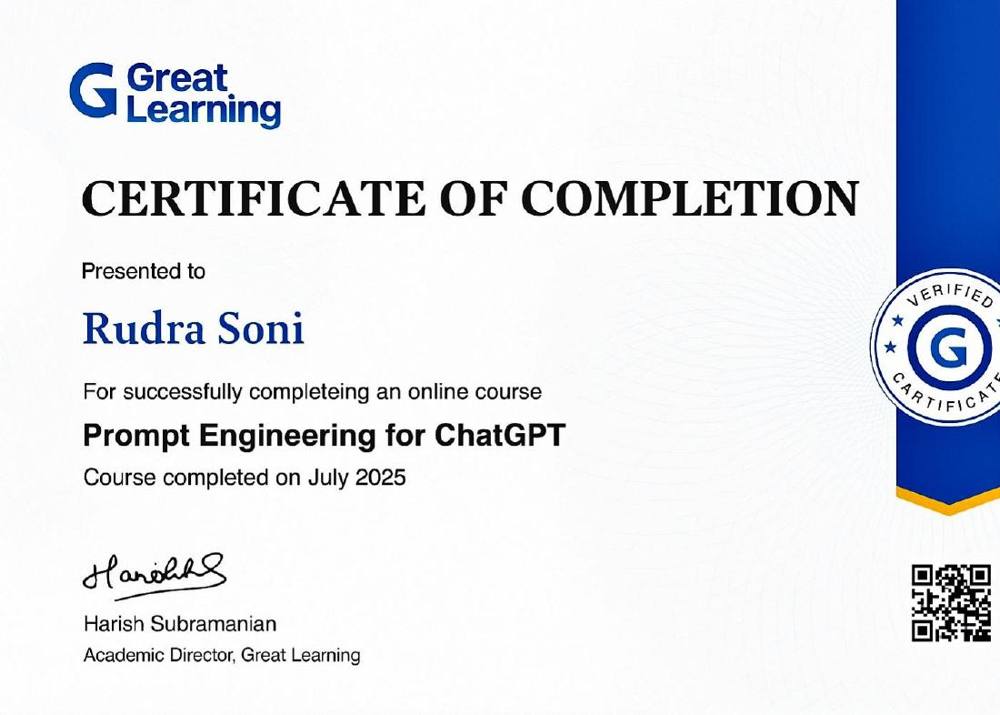 Great
Learning
CERTIFICATE OF COMPLETION
Presented to
Rudra Soni
For successfully completeing an online course
Prompt Engineering for ChatGPT
Course completed on July 2025
VERIFIED
G
CARTIFICATE
Harish Subramanian
Academic Director, Great Learning